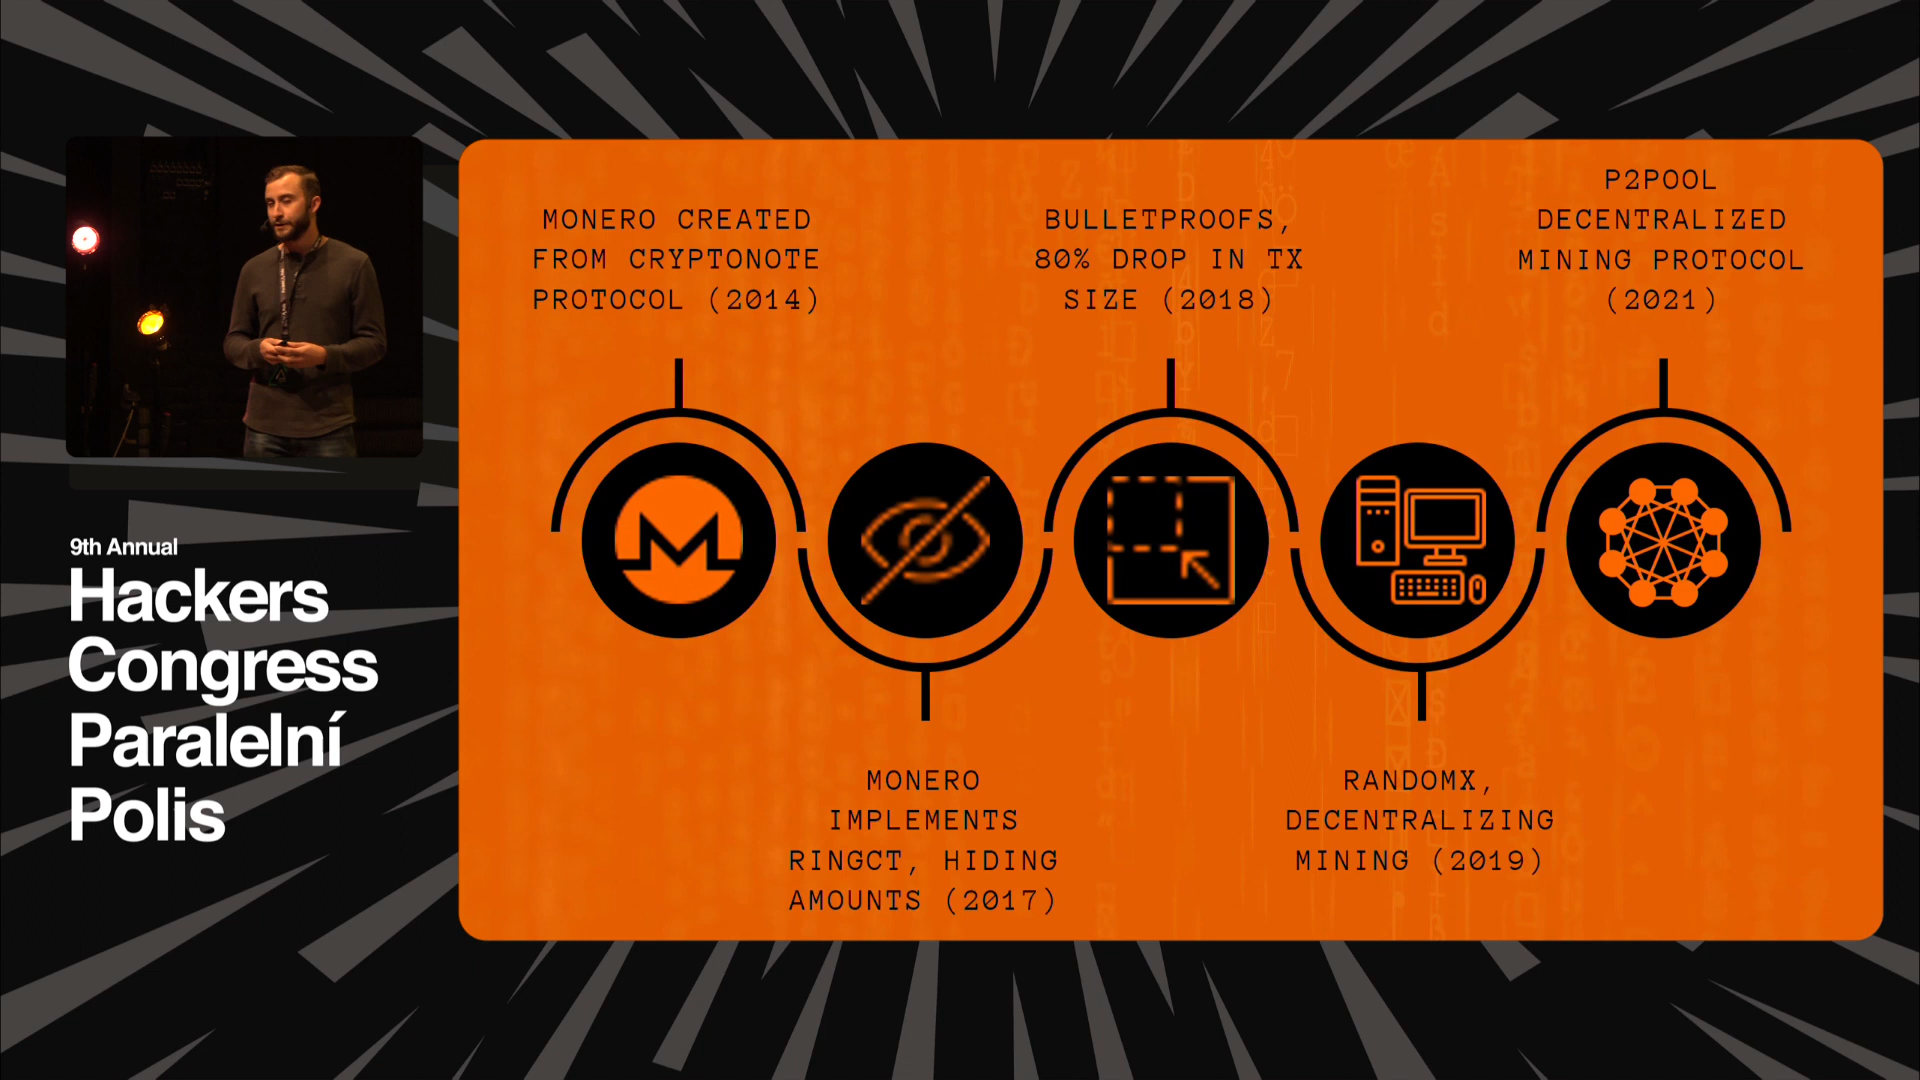 9th Annual
Hackers
Congress
Paralelní
Polis
MONERO CREATED
FROM CRYPTONOTE
PROTOCOL (2014)
MONERO
IMPLEMENTS
RINGCT, HIDING
AMOUNTS (2017)
BULLETPROOFS,
80% DROP IN TX
SIZE (2018)
RANDOMX,
DECENTRALIZING
MINING (2019)
P2POOL
DECENTRALIZED
MINING PROTOCOL
(2021)